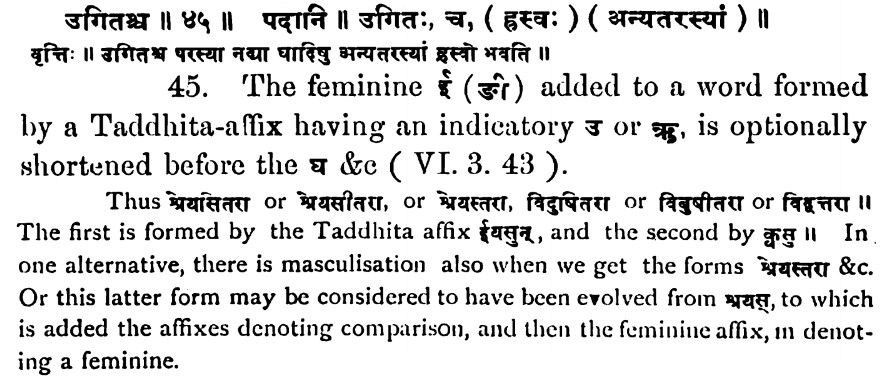 उगितश्च ॥ ४५ ॥ पदानि ॥ उगितः, च, ( ह्रस्वः ) ( अन्यतरस्यां ) ॥
वृत्तिः ॥ उगितश्च परस्या नद्या घादिषु अन्यतरस्यां ह्रस्वो भवति ॥
45. The feminine ई (ङी) added to a word formed
by a Taddhita-affix having an indicatory उ or ऋ, is optionally
shortened before the घ &c ( VI. 3. 43 ).
Thus श्रेयसितरा or श्रेयसीतरा, or श्रेयस्तरा, विदुषितरा or विदुषीतरा or विद्वत्तरा ॥
The first is formed by the Taddhita affix ईयसुन्, and the second by क्वसु ॥ In
one alternative, there is masculisation also when we get the forms श्रेयस्तरा &c.
Or this latter form may be considered to have been evolved from श्रयस्, to which
is added the affixes denoting comparison, and then the feminine affix, in denot-
ing a feminine.